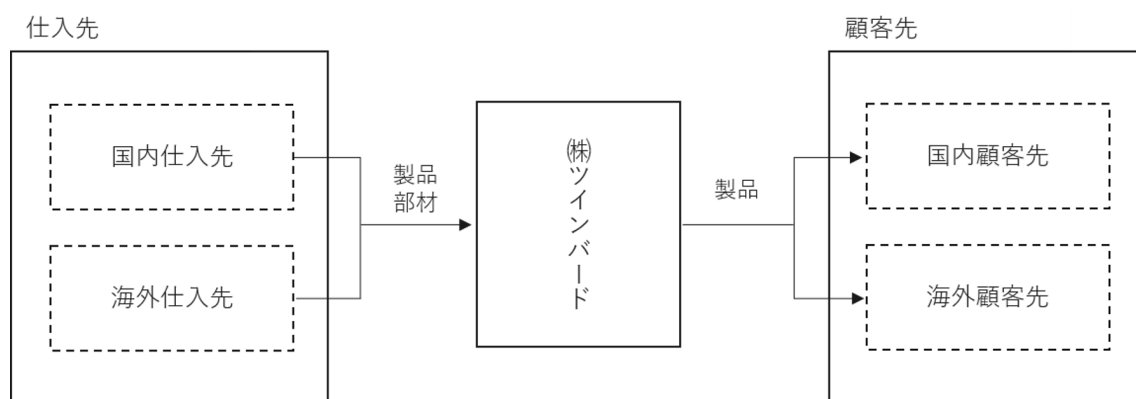 仕入先
顧客先
国内仕入先
海外仕入先
製品
部材
㈱ツインバード
製品
国内顧客先
海外顧客先